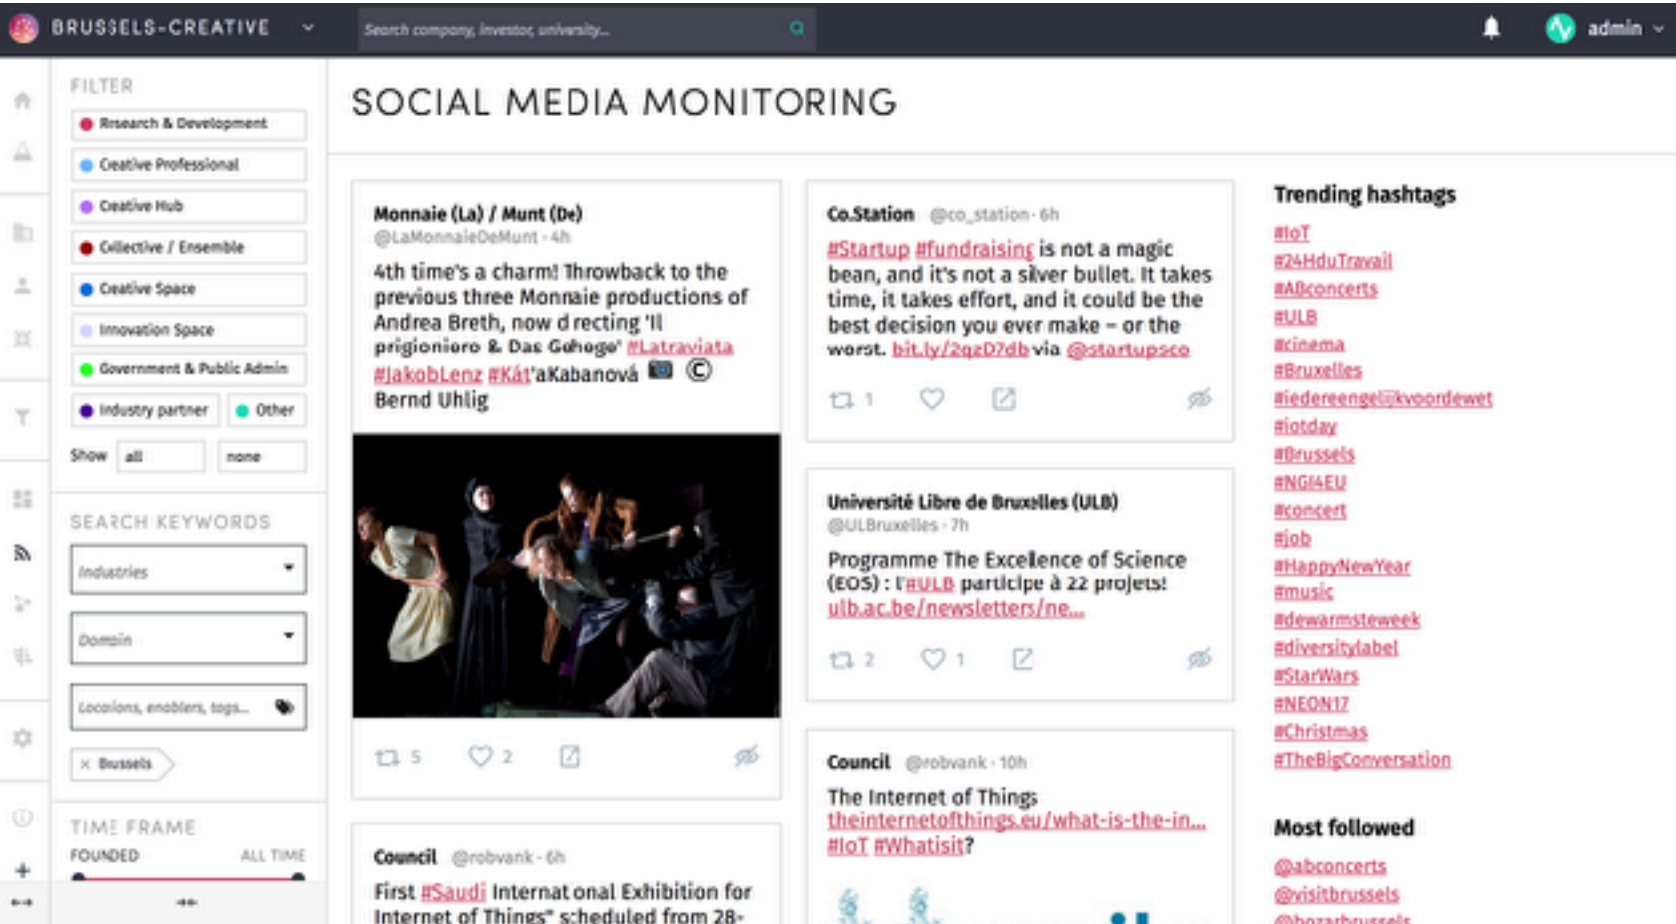 BRUSSELS-CREATIVE
Search company, investor, university...
admin
FILTER
Research & Development
Creative Professional
Creative Hub
Collective / Ensemble
Creative Space
Innovation Space
Government & Public Admin
Industry partner
Other
Show
all
none
SEARCH KEYWORDS
Industries
Domain
Locaions, enablers, tags...
× Brussels
TIME FRAME
FOUNDED
ALL TIME
SOCIAL MEDIA MONITORING
Monnaie (La) / Munt (De)
@LaMonnaieDeMunt · 4h
4th time's a charm! Throwback to the
previous three Monnaie productions of
Andrea Breth, now directing 'Il
prigioniero & Das Gehege' #Latraviata
#JakobLenz #Kát'aKabanová 📷 ©
Bernd Uhlig
5
2
Council @robvank · 6h
First #Saudi International Exhibition for
Internet of Things" scheduled from 28-
Co.Station @co_station · 6h
#Startup #fundraising is not a magic
bean, and it's not a silver bullet. It takes
time, it takes effort, and it could be the
best decision you ever make – or the
worst. bit.ly/2qzD7db via @startupsco
1
Université Libre de Bruxelles (ULB)
@ULBruxelles · 7h
Programme The Excellence of Science
(EOS) : l'#ULB participe à 22 projets!
ulb.ac.be/newsletters/ne...
2
1
Council @robvank · 10h
The Internet of Things
theinternetofthings.eu/what-is-the-in...
#IoT #Whatisit?
Trending hashtags
#IoT
#24HduTravail
#ABconcerts
#ULB
#cinema
#Bruxelles
#iedereengelijkvoordewet
#iotday
#Brussels
#NGI4EU
#concert
#job
#HappyNewYear
#music
#dewarmsteweek
#diversitylabel
#StarWars
#NEON17
#Christmas
#TheBigConversation
Most followed
@abconcerts
@visitbrussels
@bozarbrussels